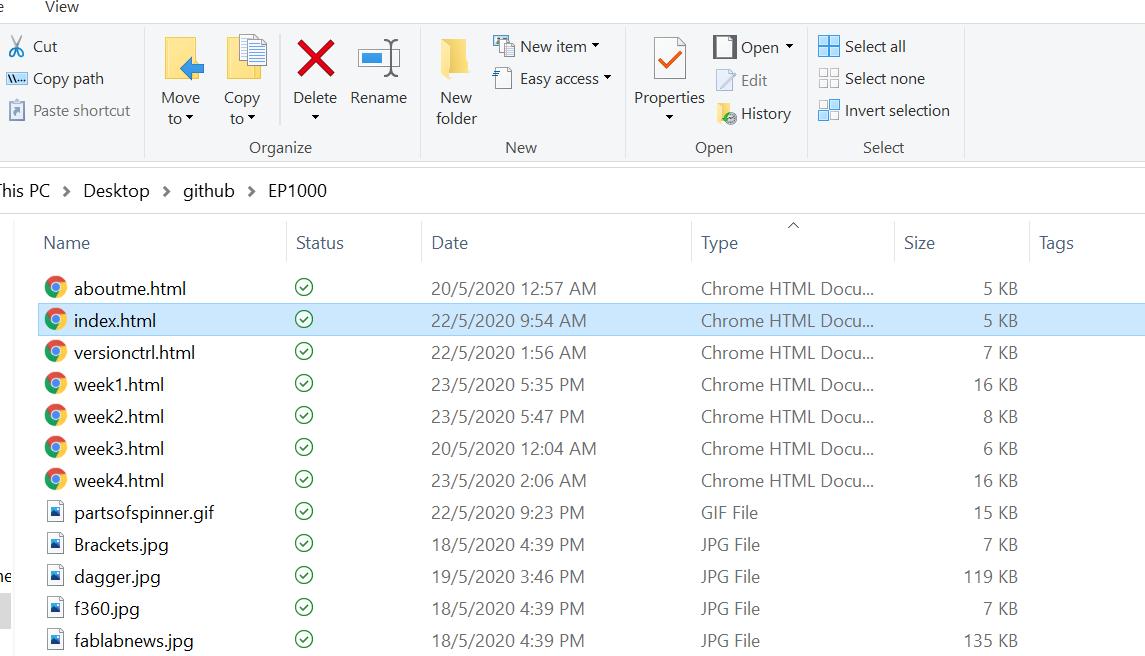 View
Cut
Copy path
Paste shortcut
Move to
Copy to
Delete
Rename
Organize
New folder
New item
Easy access
New
Properties
Open
Edit
History
Open
Select all
Select none
Invert selection
Select
This PC > Desktop > github > EP1000
Name Status Date Type Size Tags
aboutme.html 20/5/2020 12:57 AM Chrome HTML Docu... 5 KB
index.html 22/5/2020 9:54 AM Chrome HTML Docu... 5 KB
versionctrl.html 22/5/2020 1:56 AM Chrome HTML Docu... 7 KB
week1.html 23/5/2020 5:35 PM Chrome HTML Docu... 16 KB
week2.html 23/5/2020 5:47 PM Chrome HTML Docu... 8 KB
week3.html 20/5/2020 12:04 AM Chrome HTML Docu... 6 KB
week4.html 23/5/2020 2:06 AM Chrome HTML Docu... 16 KB
partsofspinner.gif 22/5/2020 9:23 PM GIF File 15 KB
Brackets.jpg 18/5/2020 4:39 PM JPG File 7 KB
dagger.jpg 19/5/2020 3:46 PM JPG File 119 KB
f360.jpg 18/5/2020 4:39 PM JPG File 7 KB
fablabnews.jpg 18/5/2020 4:39 PM JPG File 135 KB